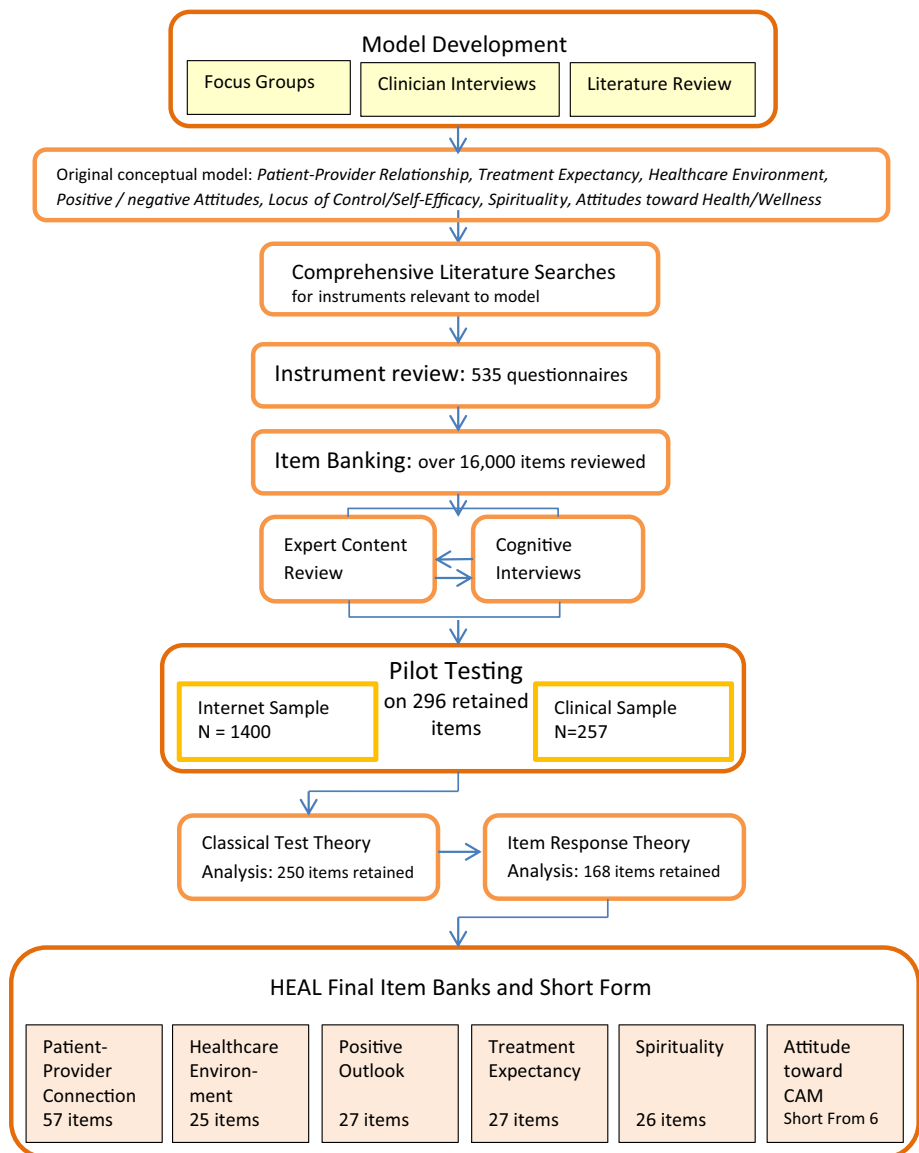 Model Development
Focus Groups
Clinician Interviews
Literature Review
Original conceptual model: Patient-Provider Relationship, Treatment Expectancy, Healthcare Environment,
Positive / negative Attitudes, Locus of Control/Self-Efficacy, Spirituality, Attitudes toward Health/Wellness
Comprehensive Literature Searches
for instruments relevant to model
Instrument review: 535 questionnaires
Item Banking: over 16,000 items reviewed
Expert Content
Review
Cognitive
Interviews
Pilot Testing
on 296 retained
items
Internet Sample
N = 1400
Clinical Sample
N=257
Classical Test Theory
Analysis: 250 items retained
Item Response Theory
Analysis: 168 items retained
HEAL Final Item Banks and Short Form
Patient-
Provider
Connection
57 items
Healthcare
Environ-
ment
25 items
Positive
Outlook
27 items
Treatment
Expectancy
27 items
Spirituality
26 items
Attitude
toward
CAM
Short From 6